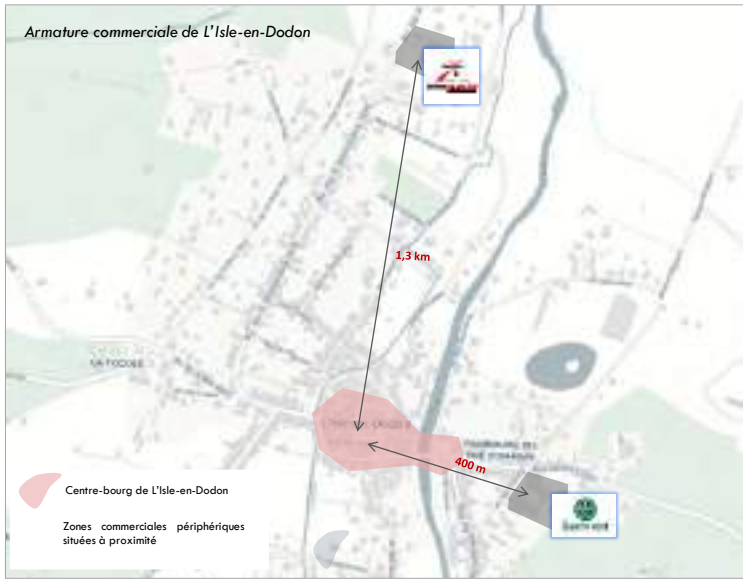 Armature commerciale de L'Isle-en-Dodon
1,3 km
400 m
Centre-bourg de L'Isle-en-Dodon
Zones commerciales périphériques
situées à proximité